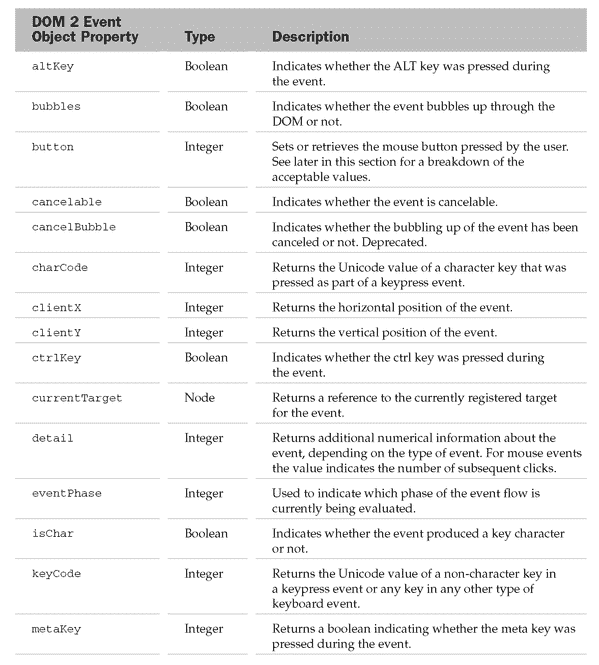 DOM 2 Event
Object Property Type Description
altKey Boolean Indicates whether the ALT key was pressed during
the event.
bubbles Boolean Indicates whether the event bubbles up through the
DOM or not.
button Integer Sets or retrieves the mouse button pressed by the user.
See later in this section for a breakdown of the
acceptable values.
cancelable Boolean Indicates whether the event is cancelable.
cancelBubble Boolean Indicates whether the bubbling up of the event has been
canceled or not. Deprecated.
charCode Integer Returns the Unicode value of a character key that was
pressed as part of a keypress event.
clientX Integer Returns the horizontal position of the event.
clientY Integer Returns the vertical position of the event.
ctrlKey Boolean Indicates whether the ctrl key was pressed during
the event.
currentTarget Node Returns a reference to the currently registered target
for the event.
detail Integer Returns additional numerical information about the
event, depending on the type of event. For mouse events
the value indicates the number of subsequent clicks.
eventPhase Integer Used to indicate which phase of the event flow is
currently being evaluated.
isChar Boolean Indicates whether the event produced a key character
or not.
keyCode Integer Returns the Unicode value of a non-character key in
a keypress event or any key in any other type of
keyboard event.
metaKey Integer Returns a boolean indicating whether the meta key was
pressed during the event.